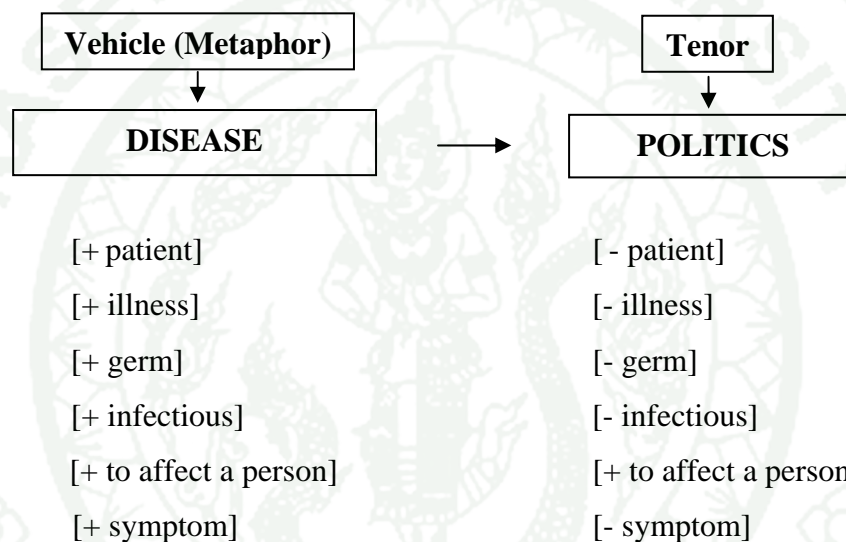 Vehicle (Metaphor)
Tenor
DISEASE
POLITICS
[+ patient]
[ - patient]
[+ illness]
[- illness]
[+ germ]
[- germ]
[+ infectious]
[- infectious]
[+ to affect a person]
[+ to affect a person
[+ symptom]
[- symptom]